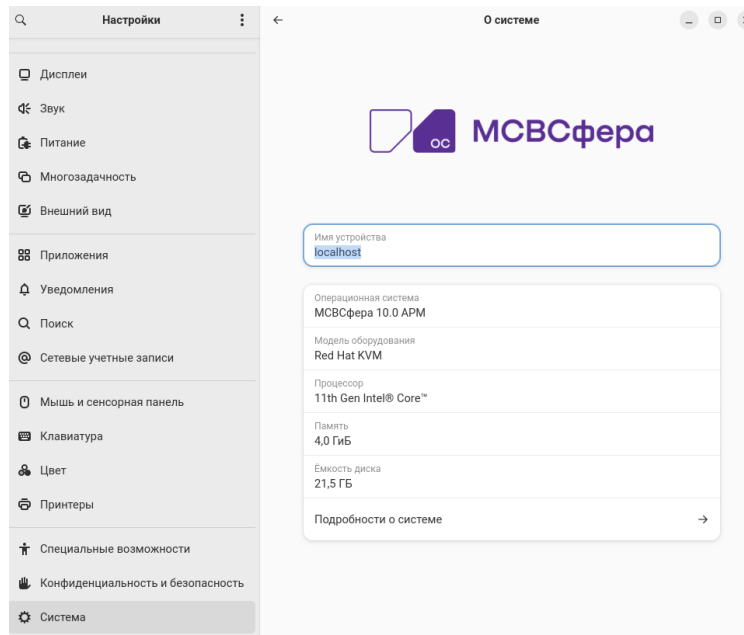 Настройки
О системе
Дисплеи
Звук
Питание
Многозадачность
Внешний вид
Приложения
Уведомления
Поиск
Сетевые учетные записи
Мышь и сенсорная панель
Клавиатура
Цвет
Принтеры
Специальные возможности
Конфиденциальность и безопасность
Система
ОС
МСВСфера
Имя устройства
localhost
Операционная система
МСВСфера 10.0 АРМ
Модель оборудования
Red Hat KVM
Процессор
11th Gen Intel® Core™
Память
4,0 ГиБ
Ёмкость диска
21,5 ГБ
Подробности о системе